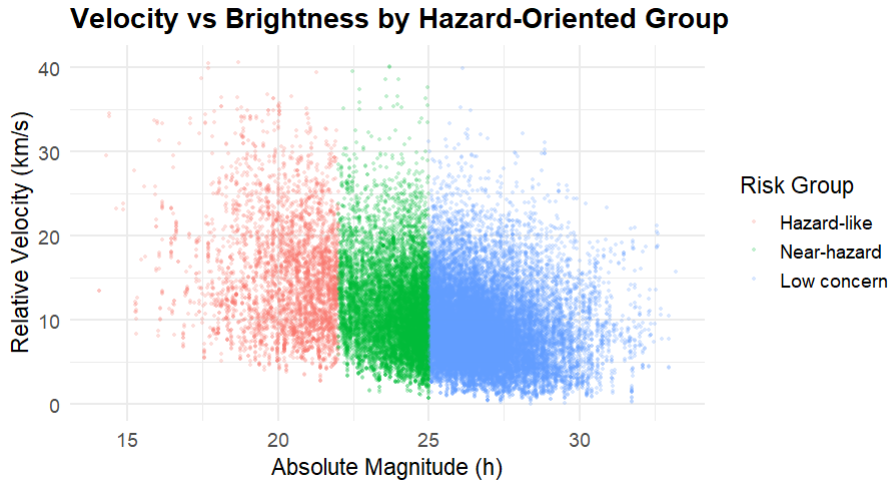 Velocity vs Brightness by Hazard-Oriented Group
Relative Velocity (km/s)
40
30
20
10
0
15
20
25
30
Absolute Magnitude (h)
Risk Group
Hazard-like
Near-hazard
Low concern